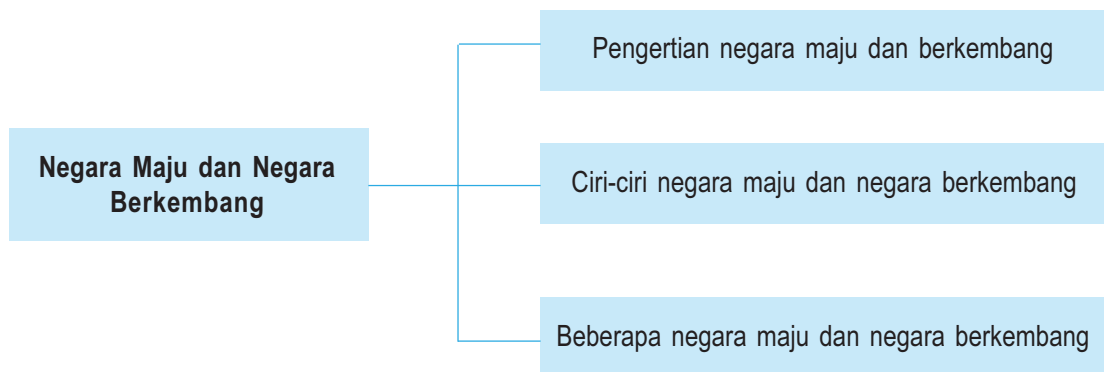 Pengertian negara maju dan berkembang
Negara Maju dan Negara
Berkembang
Ciri-ciri negara maju dan negara berkembang
Beberapa negara maju dan negara berkembang